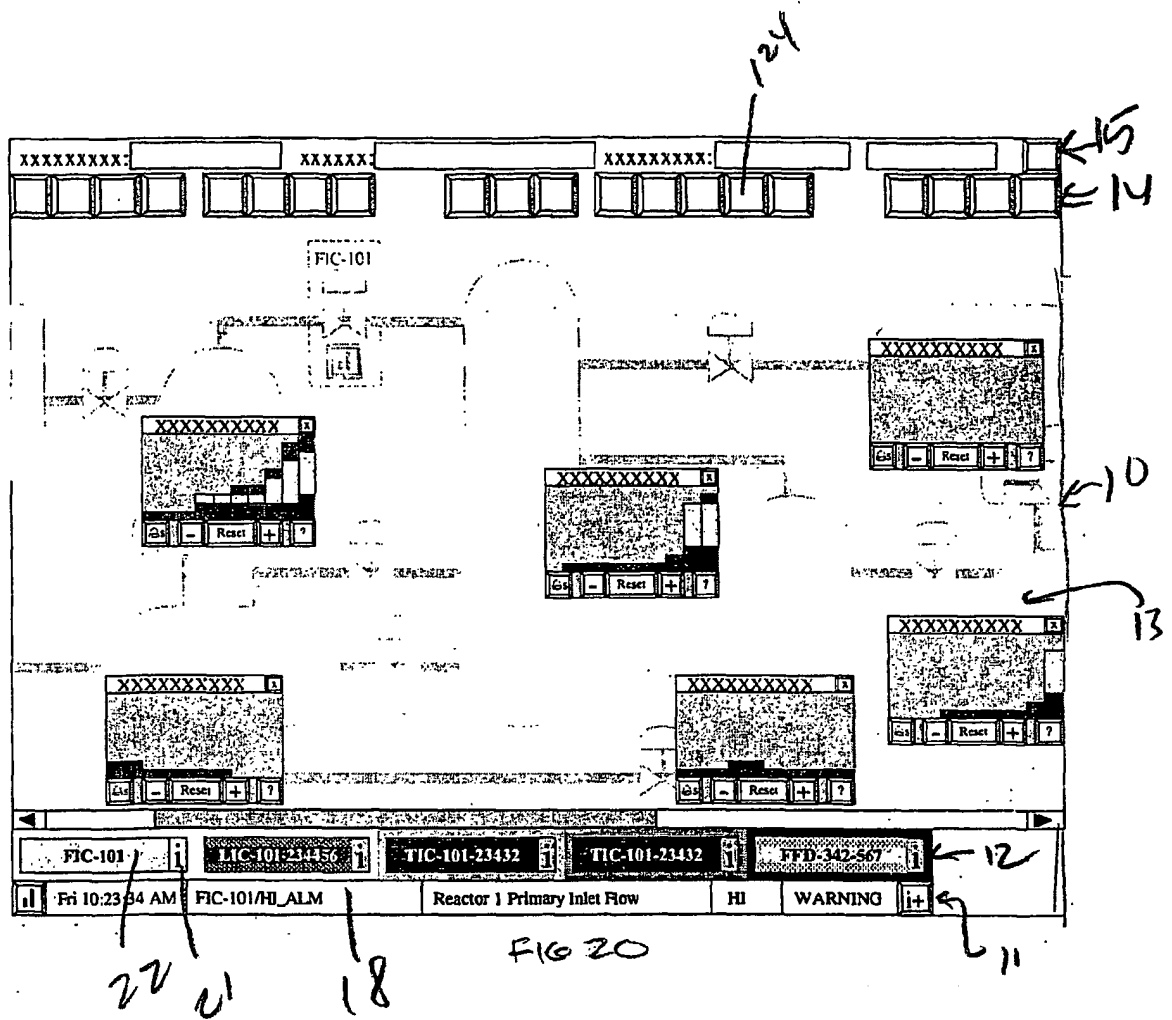 124
15
XXXXXXXXX: XXXXXX: XXXXXXXXX:
14
FIC-101
XXXXXXXXXX x
s - Reset + ?
XXXXXXXXXX x
s - Reset + ?
10
XXXXXXXXXX x
s - Reset + ?
13
XXXXXXXXXX x
s - Reset + ?
XXXXXXXXXX x
s - Reset + ?
XXXXXXXXXX x
s - Reset + ?
FIC-101 i LIC-101-234456 i TIC-101-23432 i TIC-101-23432 i FFD-342-567 i
12
Fri 10:23:34 AM FIC-101/HI_ALM Reactor 1 Primary Inlet Flow HI WARNING i+
11
FIG 20
22 21 18